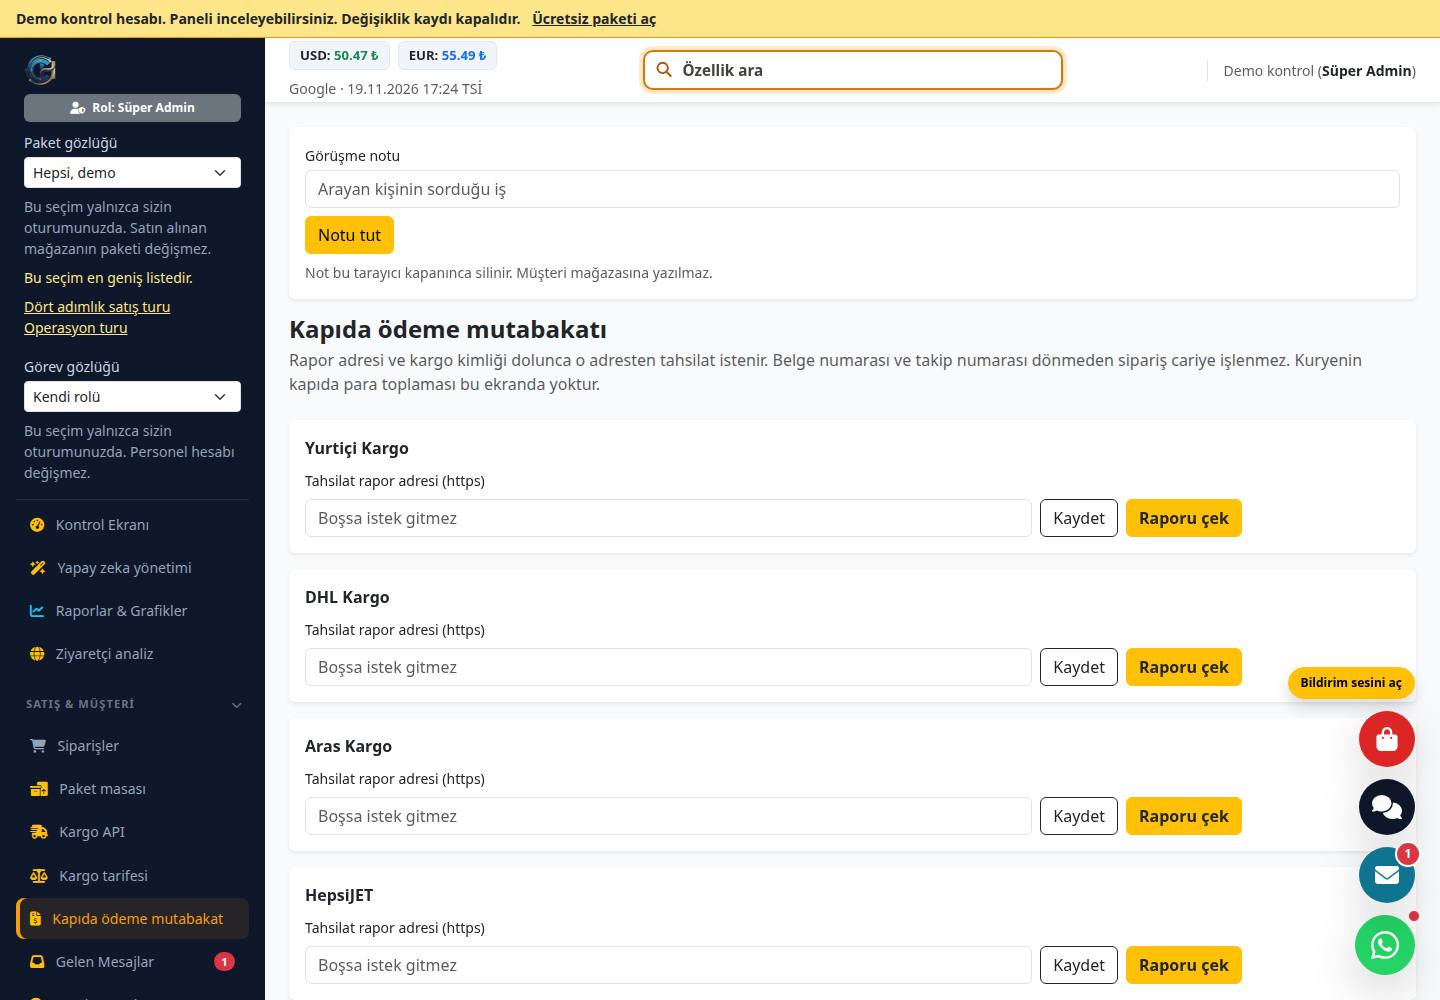 Demo kontrol hesabı. Paneli inceleyebilirsiniz. Değişiklik kaydı kapalıdır. Ücretsiz paketi aç
Rol: Süper Admin
Paket gözlüğü
Hepsi, demo
Bu seçim yalnızca sizin
oturumunuzda. Satın alınan
mağazanın paketi değişmez.
Bu seçim en geniş listedir.
Dört adımlık satış turu
Operasyon turu
Görev gözlüğü
Kendi rolü
Bu seçim yalnızca sizin
oturumunuzda. Personel hesabı
değişmez.
Kontrol Ekranı
Yapay zeka yönetimi
Raporlar & Grafikler
Ziyaretçi analiz
SATIŞ & MÜŞTERİ
Siparişler
Paket masası
Kargo API
Kargo tarifesi
Kapıda ödeme mutabakat
Gelen Mesajlar 1
USD: 50.47 ₺ EUR: 55.49 ₺
Google · 19.11.2026 17:24 TSİ
Özellik ara
Demo kontrol (Süper Admin)
Görüşme notu
Arayan kişinin sorduğu iş
Notu tut
Not bu tarayıcı kapanınca silinir. Müşteri mağazasına yazılmaz.
Kapıda ödeme mutabakatı
Rapor adresi ve kargo kimliği dolunca o adresten tahsilat istenir. Belge numarası ve takip numarası dönmeden sipariş cariye işlenmez. Kuryenin
kapıda para toplaması bu ekranda yoktur.
Yurtiçi Kargo
Tahsilat rapor adresi (https)
Boşsa istek gitmez Kaydet Raporu çek
DHL Kargo
Tahsilat rapor adresi (https)
Boşsa istek gitmez Kaydet Raporu çek
Bildirim sesini aç
Aras Kargo
Tahsilat rapor adresi (https)
Boşsa istek gitmez Kaydet Raporu çek
1
HepsiJET
Tahsilat rapor adresi (https)
Boşsa istek gitmez Kaydet Raporu çek